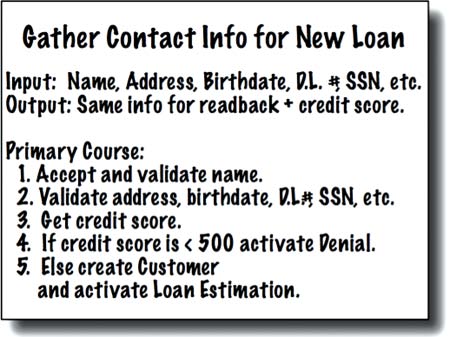 Gather Contact Info for New Loan
Input: Name, Address, Birthdate, D.L. #, SSN, etc.
Output: Same info for readback + credit score.
Primary Course:
1. Accept and validate name.
2. Validate address, birthdate, D.L.#, SSN, etc.
3. Get credit score.
4. If credit score is < 500 activate Denial.
5. Else create Customer
and activate Loan Estimation.